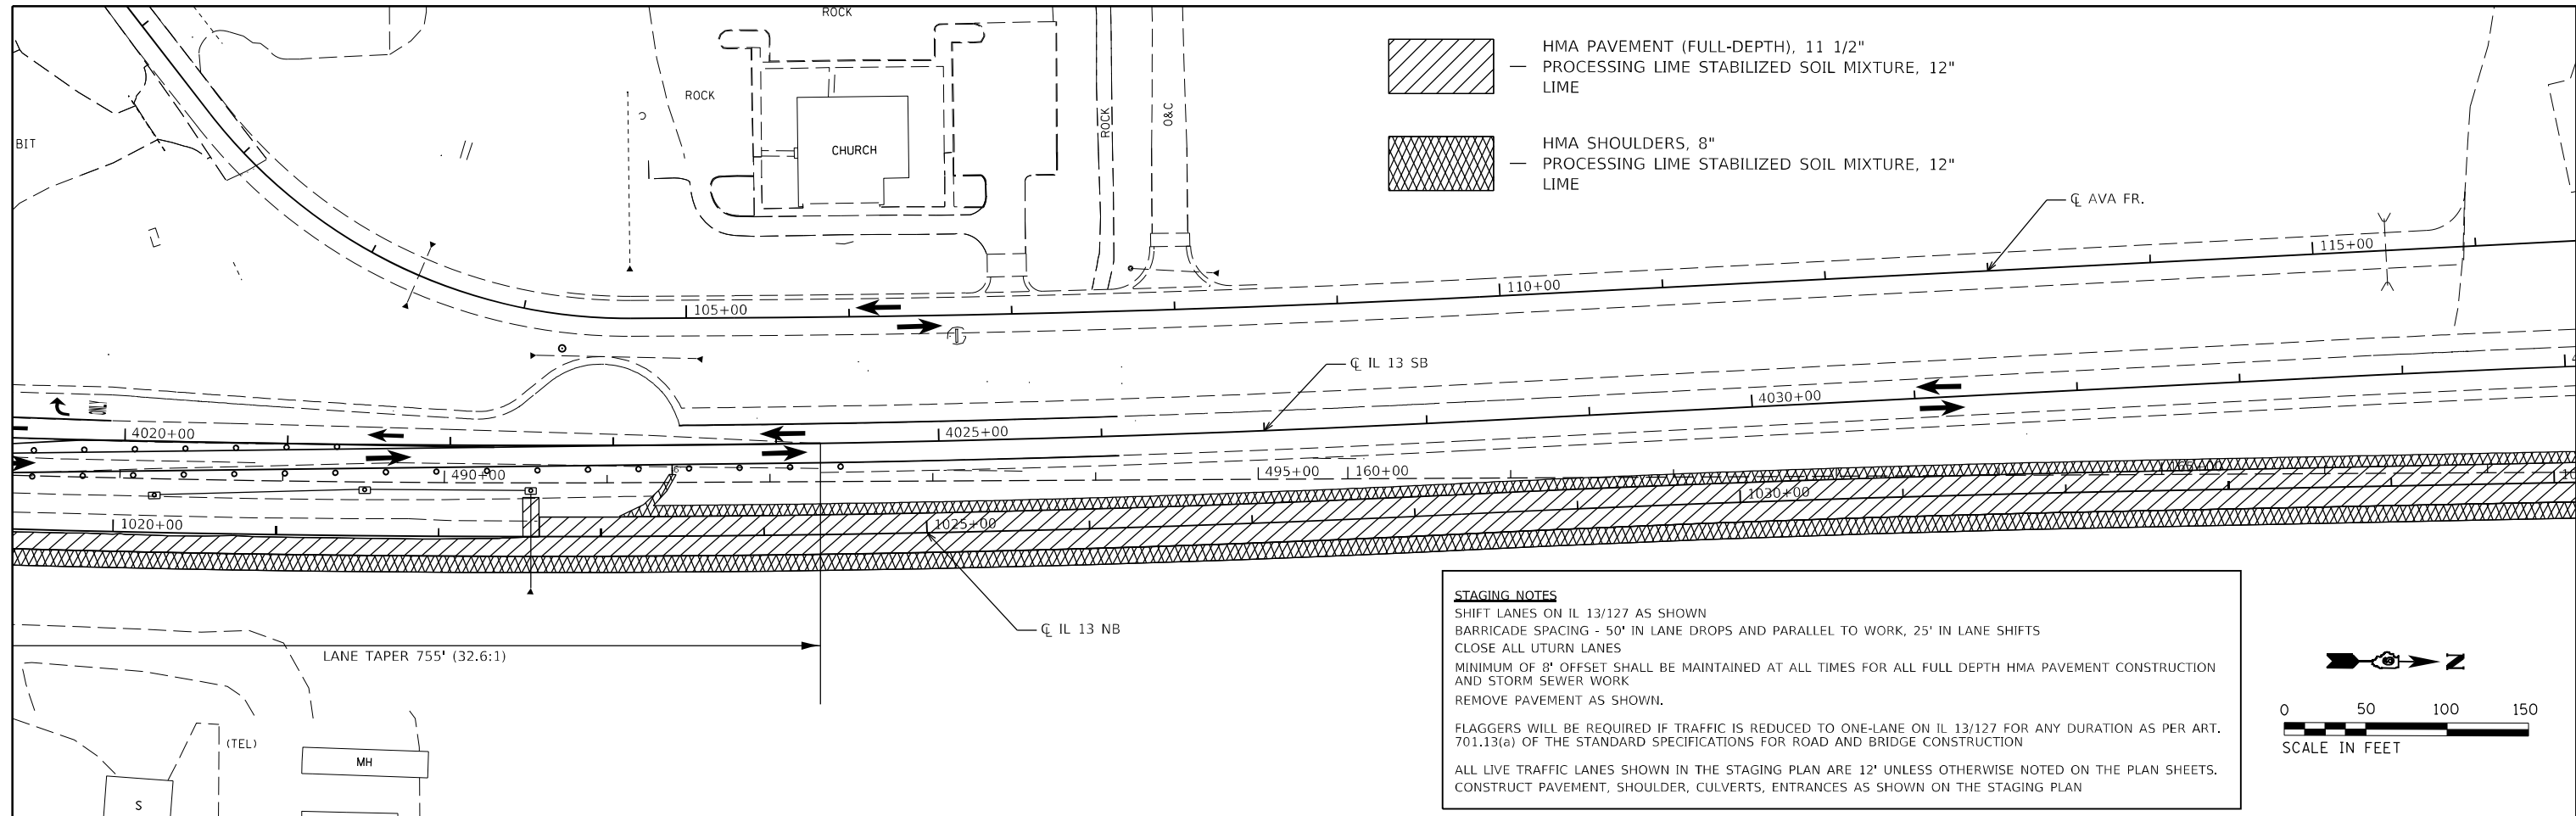 ROCK
HMA PAVEMENT (FULL-DEPTH), 11 1/2"
PROCESSING LIME STABILIZED SOIL MIXTURE, 12"
LIME
ROCK
ROCK
O&C
BIT
CHURCH
HMA SHOULDERS, 8"
PROCESSING LIME STABILIZED SOIL MIXTURE, 12"
LIME
℄ AVA FR.
115+00
110+00
105+00
℄ IL 13 SB
4030+00
4020+00
4025+00
490+00
495+00
160+00
1030+00
1020+00
1025+00
℄ IL 13 NB
LANE TAPER 755' (32.6:1)
STAGING NOTES
SHIFT LANES ON IL 13/127 AS SHOWN
BARRICADE SPACING - 50' IN LANE DROPS AND PARALLEL TO WORK, 25' IN LANE SHIFTS
CLOSE ALL UTURN LANES
MINIMUM OF 8' OFFSET SHALL BE MAINTAINED AT ALL TIMES FOR ALL FULL DEPTH HMA PAVEMENT CONSTRUCTION
AND STORM SEWER WORK
REMOVE PAVEMENT AS SHOWN.
FLAGGERS WILL BE REQUIRED IF TRAFFIC IS REDUCED TO ONE-LANE ON IL 13/127 FOR ANY DURATION AS PER ART.
701.13(a) OF THE STANDARD SPECIFICATIONS FOR ROAD AND BRIDGE CONSTRUCTION
ALL LIVE TRAFFIC LANES SHOWN IN THE STAGING PLAN ARE 12' UNLESS OTHERWISE NOTED ON THE PLAN SHEETS.
CONSTRUCT PAVEMENT, SHOULDER, CULVERTS, ENTRANCES AS SHOWN ON THE STAGING PLAN
N
0 50 100 150
SCALE IN FEET
(TEL)
MH
S